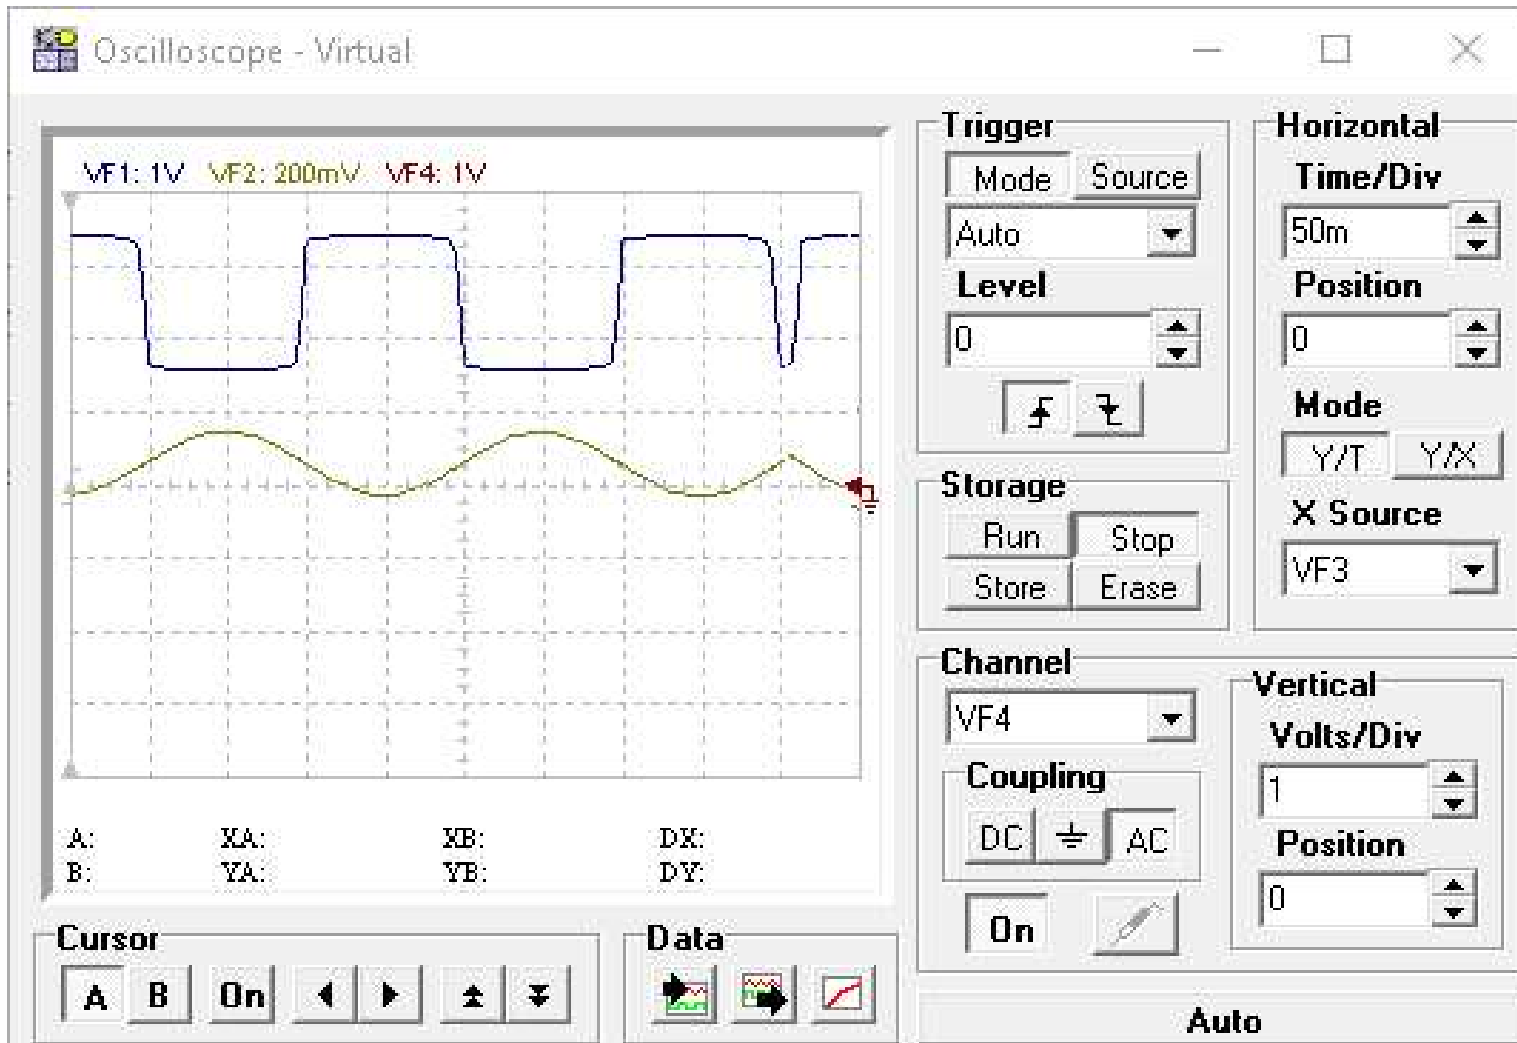 Oscilloscope - Virtual
VF1: 1V VF2: 200mV VF4: 1V
A: XA: XB: DX:
B: YA: YB: DY:
Cursor
A B On
Data
Trigger
Mode Source
Auto
Level
0
Storage
Run Stop
Store Erase
Horizontal
Time/Div
50m
Position
0
Mode
Y/T Y/X
X Source
VF3
Channel
VF4
Coupling
DC AC
On
Vertical
Volts/Div
1
Position
0
Auto